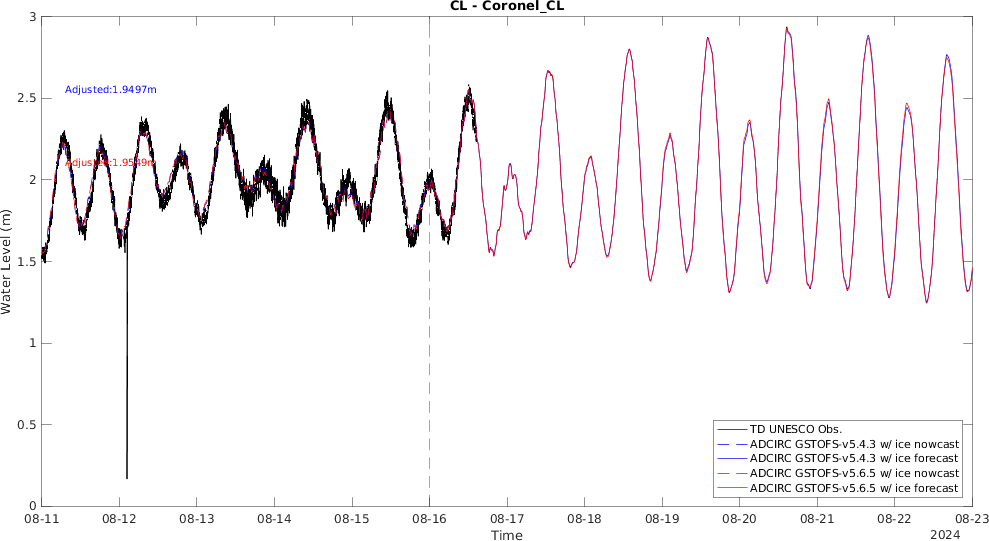 CL - Coronel_CL
3
2.5
2
1.5
1
0.5
0
Water Level (m)
Adjusted:1.9497m
Adjusted:1.9549m
TD UNESCO Obs.
ADCIRC GSTOFS-v5.4.3 w/ ice nowcast
ADCIRC GSTOFS-v5.4.3 w/ ice forecast
ADCIRC GSTOFS-v5.6.5 w/ ice nowcast
ADCIRC GSTOFS-v5.6.5 w/ ice forecast
08-11 08-12 08-13 08-14 08-15 08-16 08-17 08-18 08-19 08-20 08-21 08-22 08-23
Time
2024